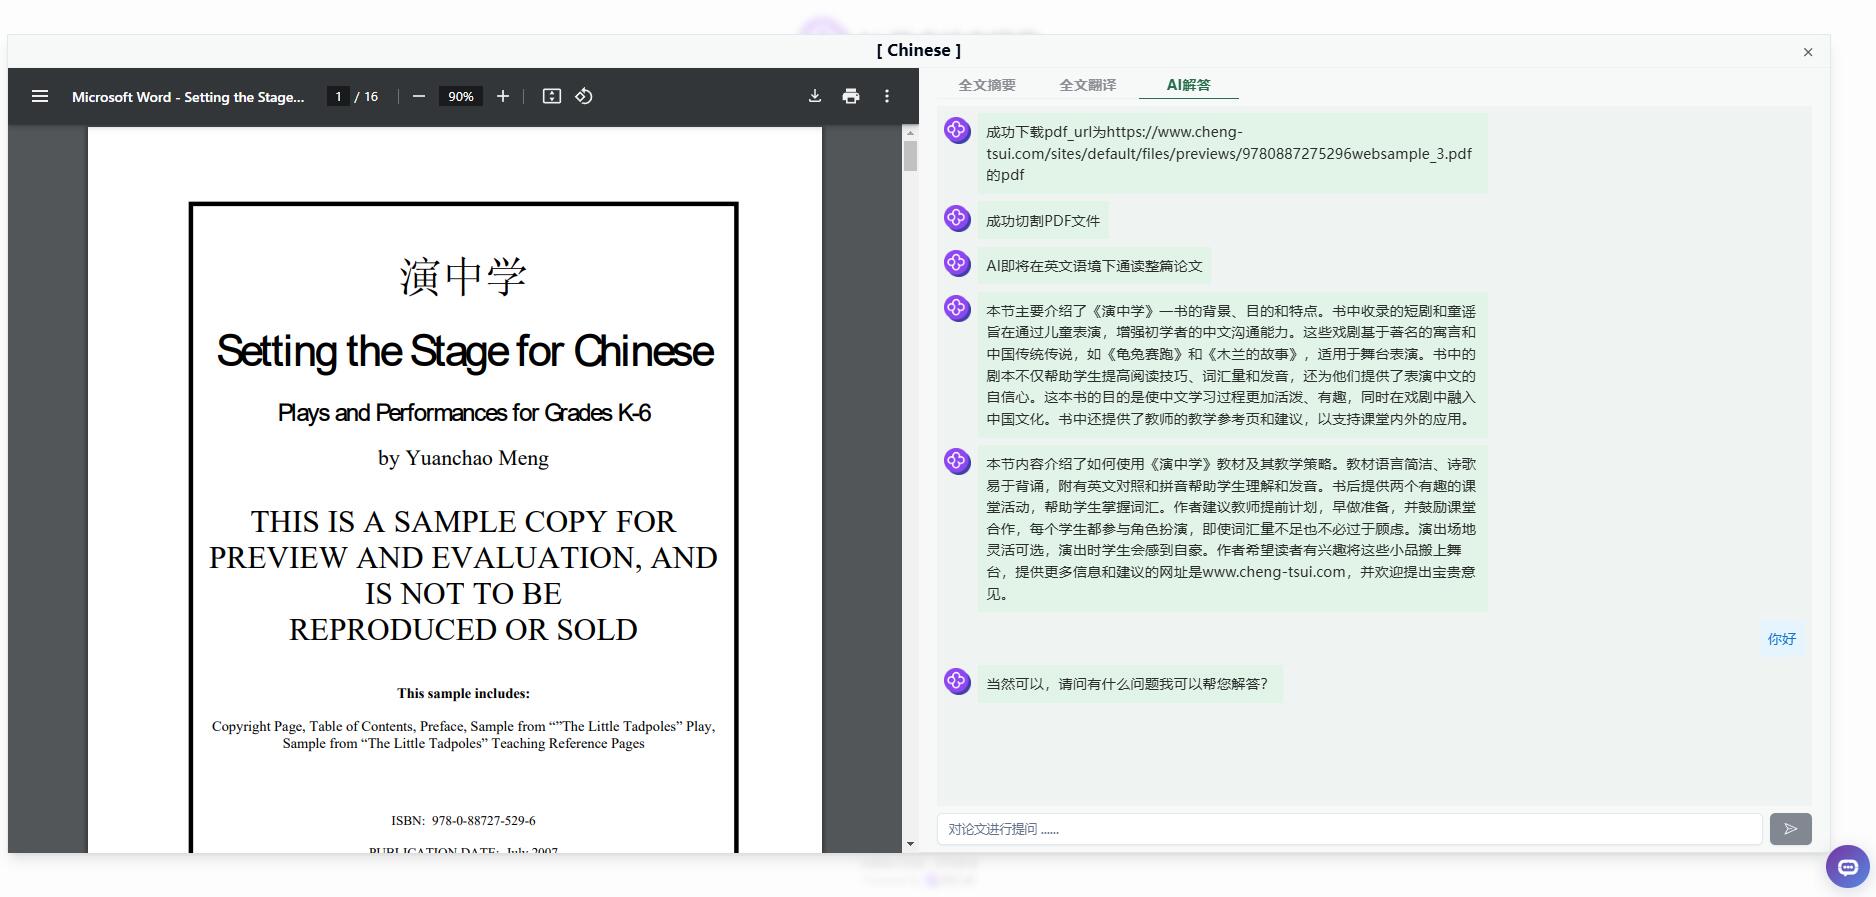 [ Chinese ]
Microsoft Word - Setting the Stage...
1 / 16
90%
演中学
Setting the Stage for Chinese
Plays and Performances for Grades K-6
by Yuanchao Meng
THIS IS A SAMPLE COPY FOR
PREVIEW AND EVALUATION, AND
IS NOT TO BE
REPRODUCED OR SOLD
This sample includes:
Copyright Page, Table of Contents, Preface, Sample from “”The Little Tadpoles” Play,
Sample from “The Little Tadpoles” Teaching Reference Pages
ISBN: 978-0-88727-529-6
PUBLICATION DATE: July 2007
全文摘要
全文翻译
AI解答
成功下载pdf_url为https://www.cheng-
tsui.com/sites/default/files/previews/9780887275296websample_3.pdf
的pdf
成功切割PDF文件
AI即将在英文语境下通读整篇论文
本节主要介绍了《演中学》一书的背景、目的和特点。书中收录的短剧和童谣
旨在通过儿童表演，增强初学者的中文沟通能力。这些戏剧基于著名的寓言和
中国传统传说，如《龟兔赛跑》和《木兰的故事》，适用于舞台表演。书中的
剧本不仅帮助学生提高阅读技巧、词汇量和发音，还为他们提供了表演中文的
自信心。这本书的目的是使中文学习过程更加活泼、有趣，同时在戏剧中融入
中国文化。书中还提供了教师的教学参考页和建议，以支持课堂内外的应用。
本节内容介绍了如何使用《演中学》教材及其教学策略。教材语言简洁、诗歌
易于背诵，附有英文对照和拼音帮助学生理解和发音。书后提供两个有趣的课
堂活动，帮助学生掌握词汇。作者建议教师提前计划，早做准备，并鼓励课堂
合作，每个学生都参与角色扮演，即使词汇量不足也不必过于顾虑。演出场地
灵活可选，演出时学生会感到自豪。作者希望读者有兴趣将这些小品搬上舞
台，提供更多信息和建议的网址是www.cheng-tsui.com，并欢迎提出宝贵意
见。
你好
当然可以，请问有什么问题我可以帮您解答？
对论文进行提问 ......